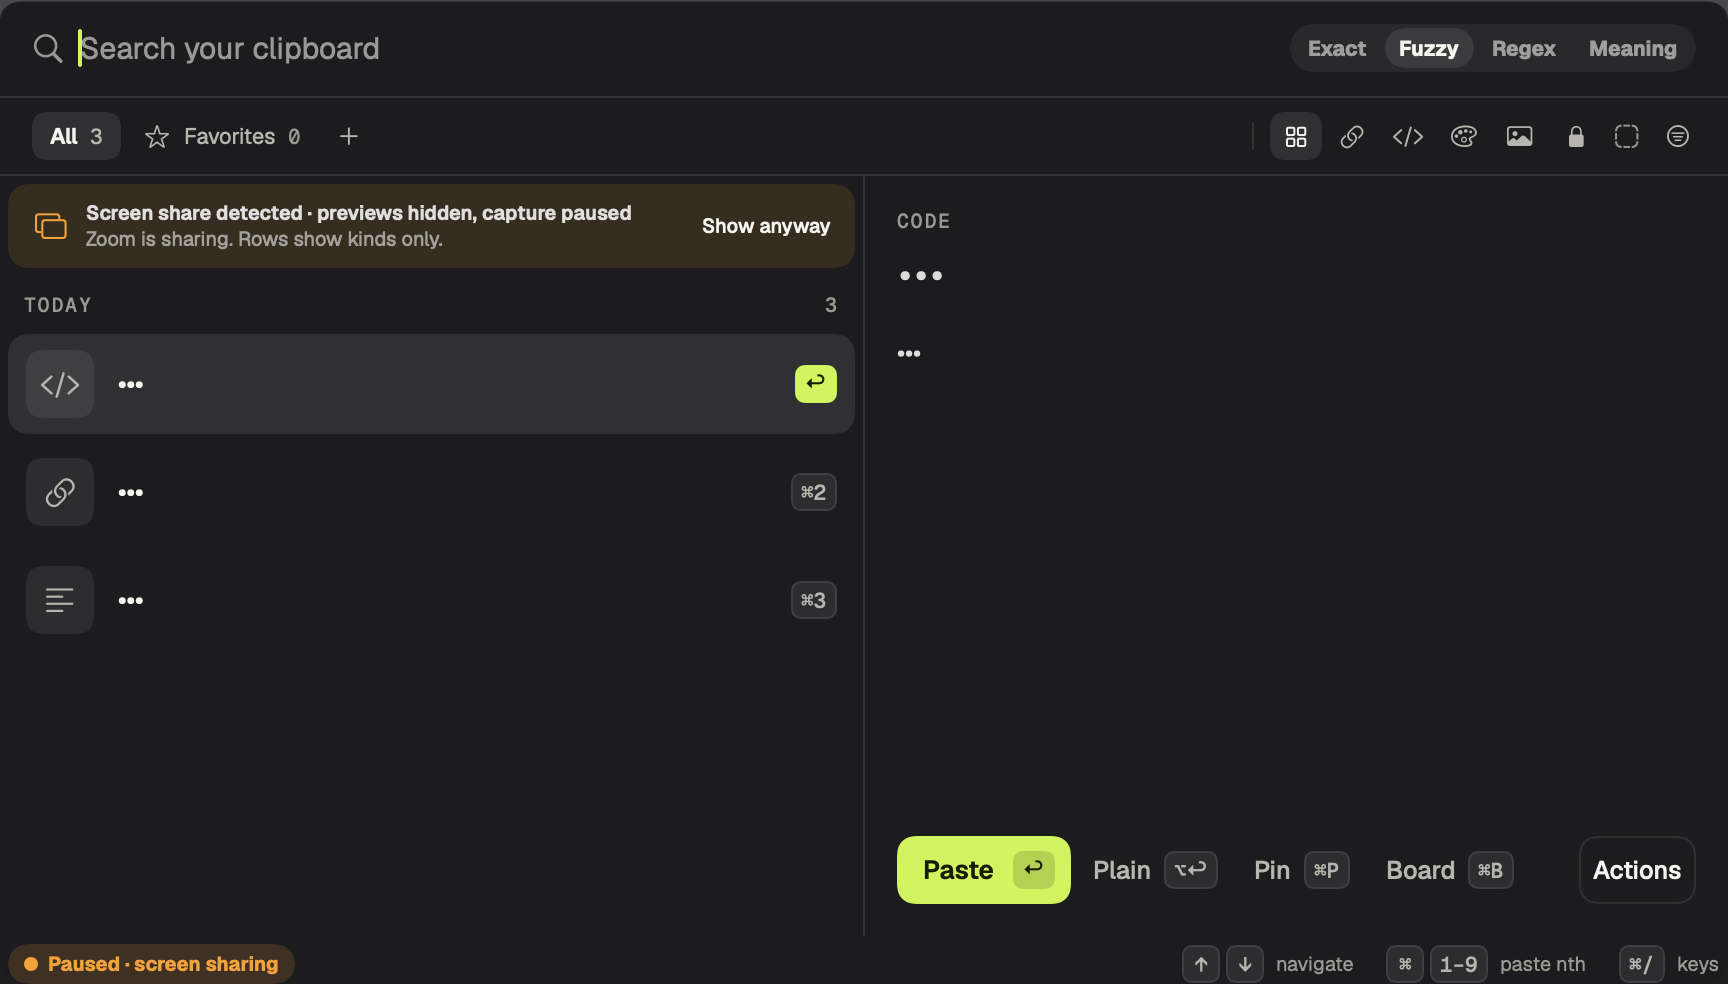 Search your clipboard
Exact Fuzzy Regex Meaning
All 3 Favorites 0 +
Screen share detected · previews hidden, capture paused
Zoom is sharing. Rows show kinds only.
Show anyway
TODAY 3
•••
••• ⌘2
••• ⌘3
CODE
•••
•••
Paste ↩ Plain ⌥↩ Pin ⌘P Board ⌘B Actions
Paused · screen sharing
↑ ↓ navigate ⌘ 1–9 paste nth ⌘/ keys